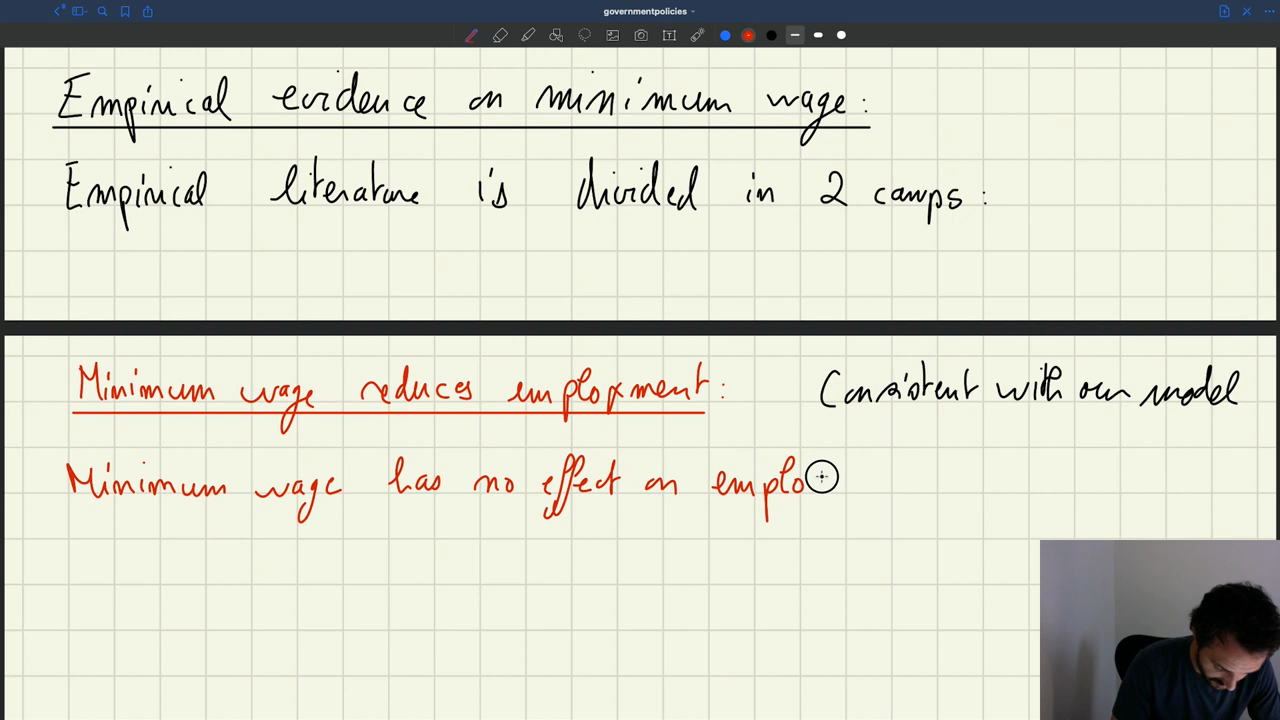 governmentpolicies
Empirical evidence on minimum wage:
Empirical literature is divided in 2 camps:
Minimum wage reduces employment: Consistent with our model
Minimum wage has no effect on emplo